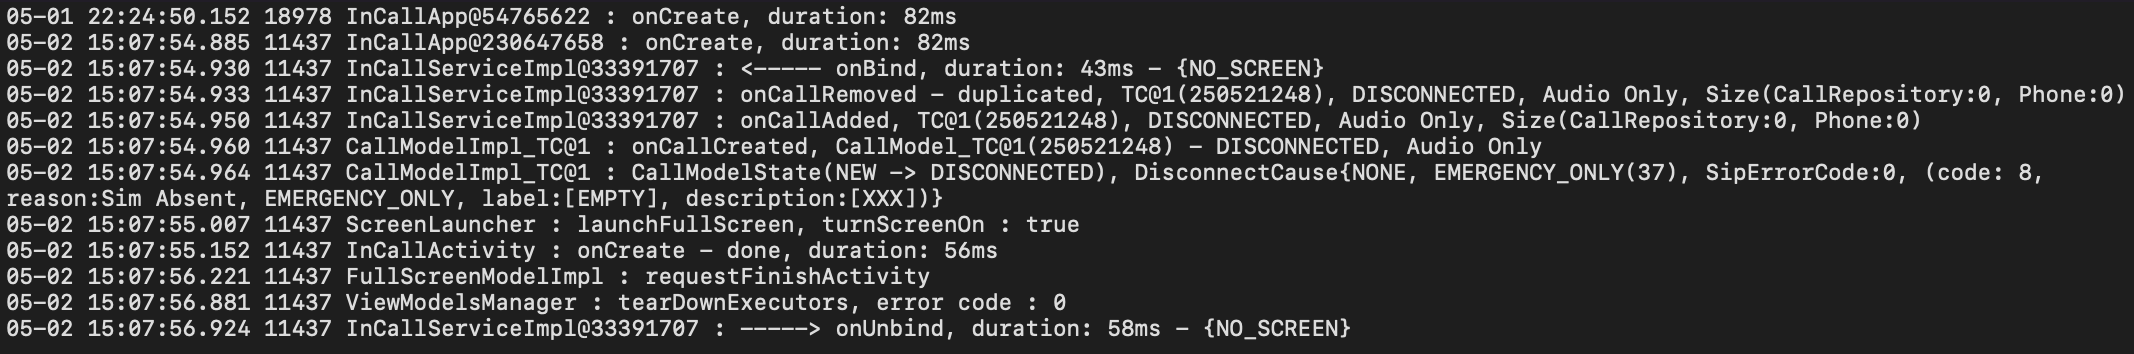 05-01 22:24:50.152 18978 InCallApp@54765622 : onCreate, duration: 82ms
05-02 15:07:54.885 11437 InCallApp@230647658 : onCreate, duration: 82ms
05-02 15:07:54.930 11437 InCallServiceImpl@33391707 : <----- onBind, duration: 43ms - {NO_SCREEN}
05-02 15:07:54.933 11437 InCallServiceImpl@33391707 : onCallRemoved - duplicated, TC@1(250521248), DISCONNECTED, Audio Only, Size(CallRepository:0, Phone:0)
05-02 15:07:54.950 11437 InCallServiceImpl@33391707 : onCallAdded, TC@1(250521248), DISCONNECTED, Audio Only, Size(CallRepository:0, Phone:0)
05-02 15:07:54.960 11437 CallModelImpl_TC@1 : onCallCreated, CallModel_TC@1(250521248) - DISCONNECTED, Audio Only
05-02 15:07:54.964 11437 CallModelImpl_TC@1 : CallModelState(NEW -> DISCONNECTED), DisconnectCause{NONE, EMERGENCY_ONLY(37), SipErrorCode:0, (code: 8,
reason:Sim Absent, EMERGENCY_ONLY, label:[EMPTY], description:[XXX])}
05-02 15:07:55.007 11437 ScreenLauncher : launchFullScreen, turnScreenOn : true
05-02 15:07:55.152 11437 InCallActivity : onCreate - done, duration: 56ms
05-02 15:07:56.221 11437 FullScreenModelImpl : requestFinishActivity
05-02 15:07:56.881 11437 ViewModelsManager : tearDownExecutors, error code : 0
05-02 15:07:56.924 11437 InCallServiceImpl@33391707 : -----> onUnbind, duration: 58ms - {NO_SCREEN}